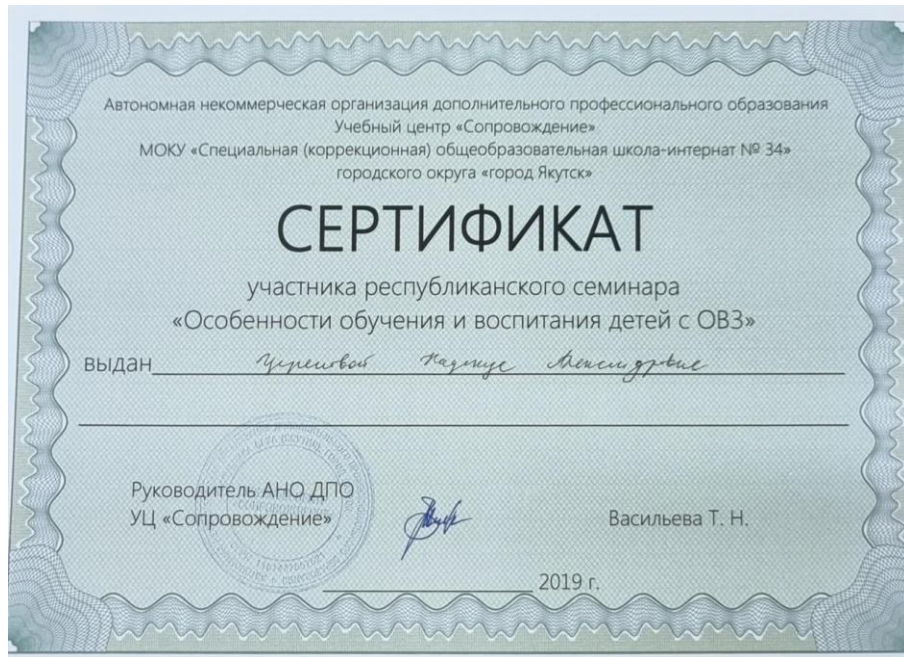 Автономная некоммерческая организация дополнительного профессионального образования
Учебный центр «Сопровождение»
МОКУ «Специальная (коррекционная) общеобразовательная школа-интернат № 34»
городского округа «город Якутск»
СЕРТИФИКАТ
участника республиканского семинара
«Особенности обучения и воспитания детей с ОВЗ»
выдан Надежде
Руководитель АНО ДПО
УЦ «Сопровождение»
Васильева Т. Н.
2019 г.